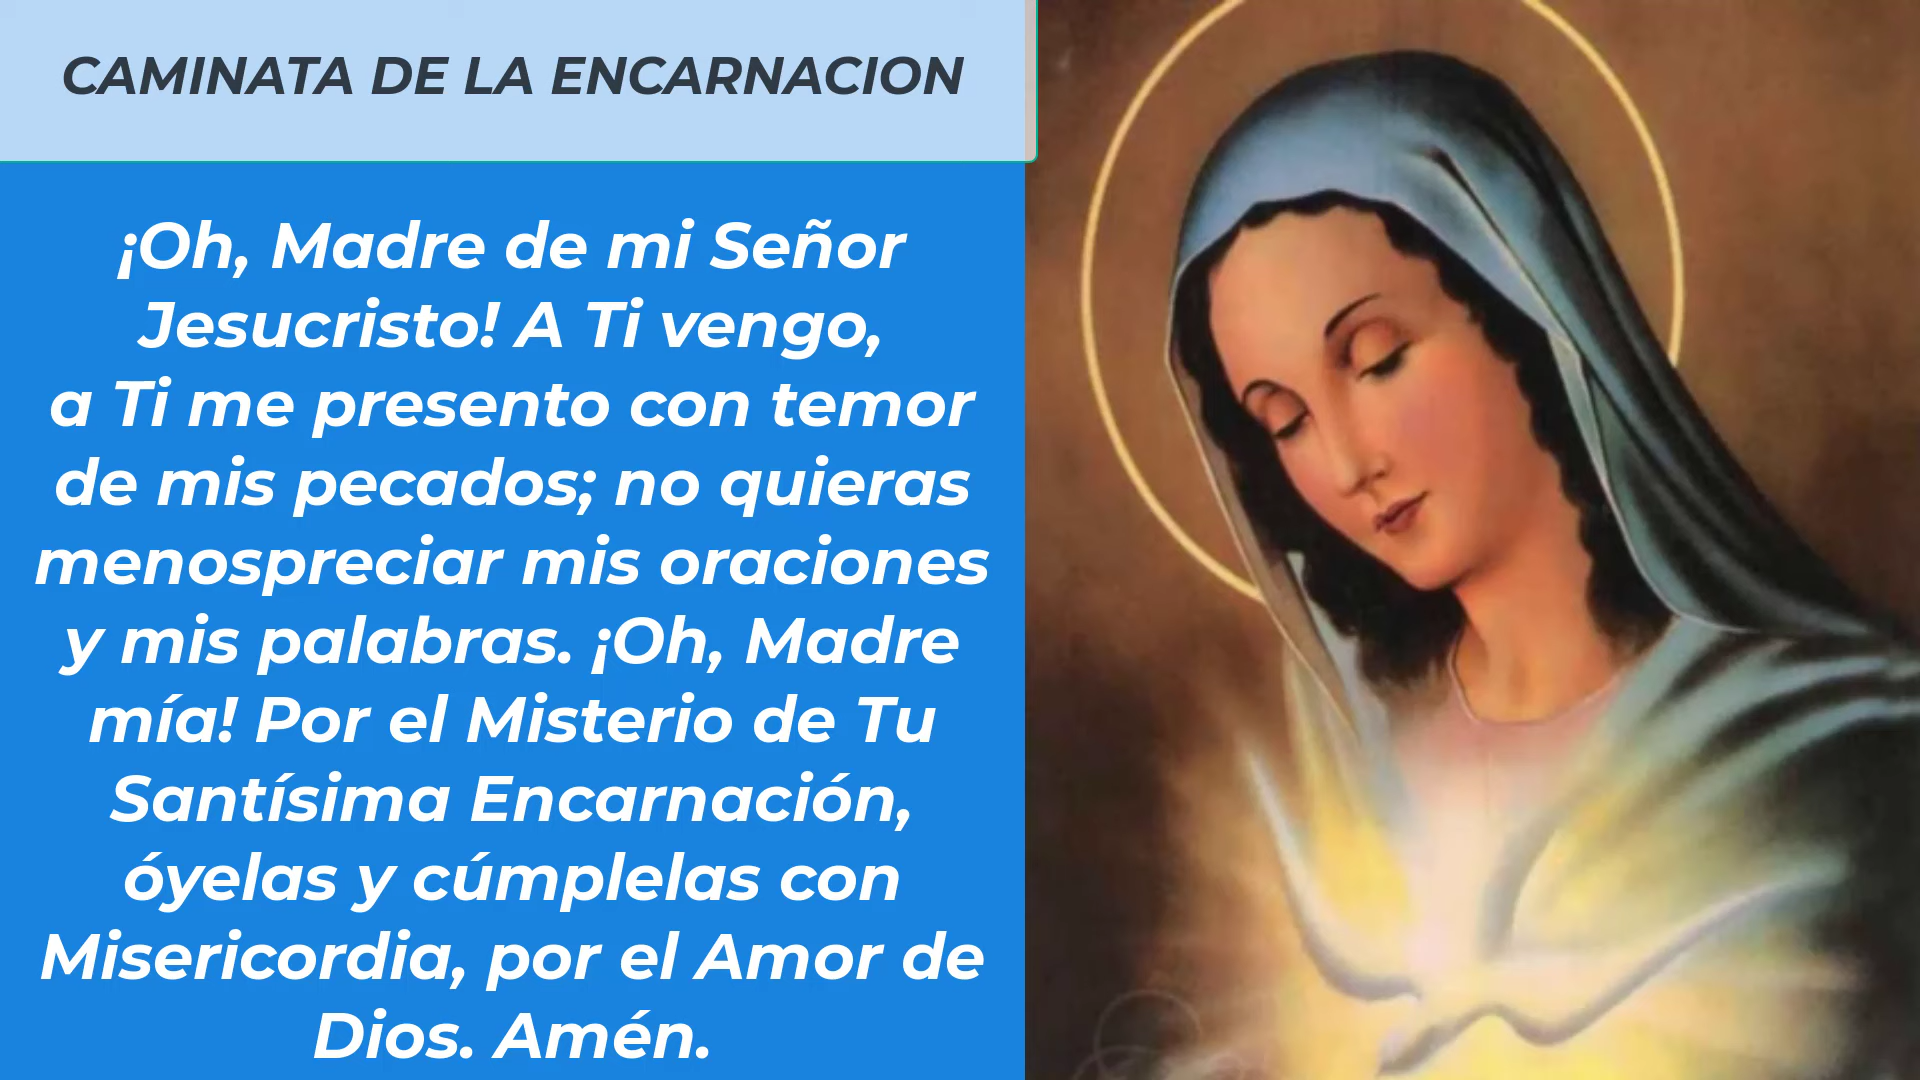 CAMINATA DE LA ENCARNACION
¡Oh, Madre de mi Señor
Jesucristo! A Ti vengo,
a Ti me presento con temor
de mis pecados; no quieras
menospreciar mis oraciones
y mis palabras. ¡Oh, Madre
mía! Por el Misterio de Tu
Santísima Encarnación,
óyelas y cúmplelas con
Misericordia, por el Amor de
Dios. Amén.